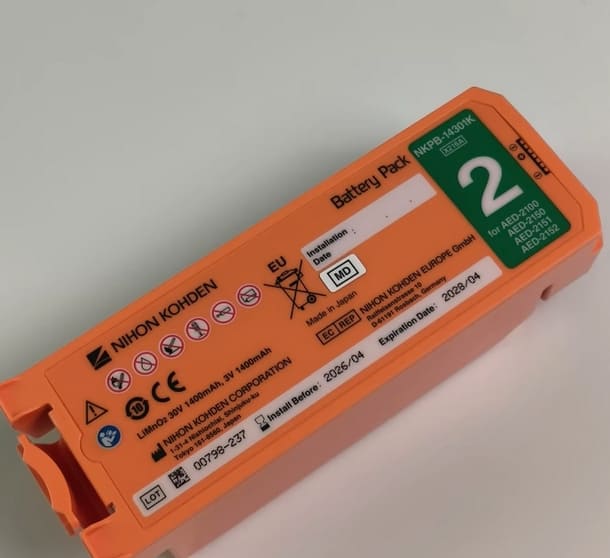 NKPB-14301K
X216A
2
for AED-2100
AED-2150
AED-2151
AED-2152
Battery Pack
Installation :
Date
EU
MD
Made in Japan
EC REP
NIHON KOHDEN EUROPE GmbH
Raiffeisenstrasse 10
D-61191 Rosbach, Germany
NIHON KOHDEN
10
CE
LiMnO2 30V 1400mAh, 3V 1400mAh
NIHON KOHDEN CORPORATION
1-31-4 Nishiochiai, Shinjuku-ku
Tokyo 161-8560, Japan
LOT
00798-237
Install Before: 2026/04
Expiration Date: 2028/04